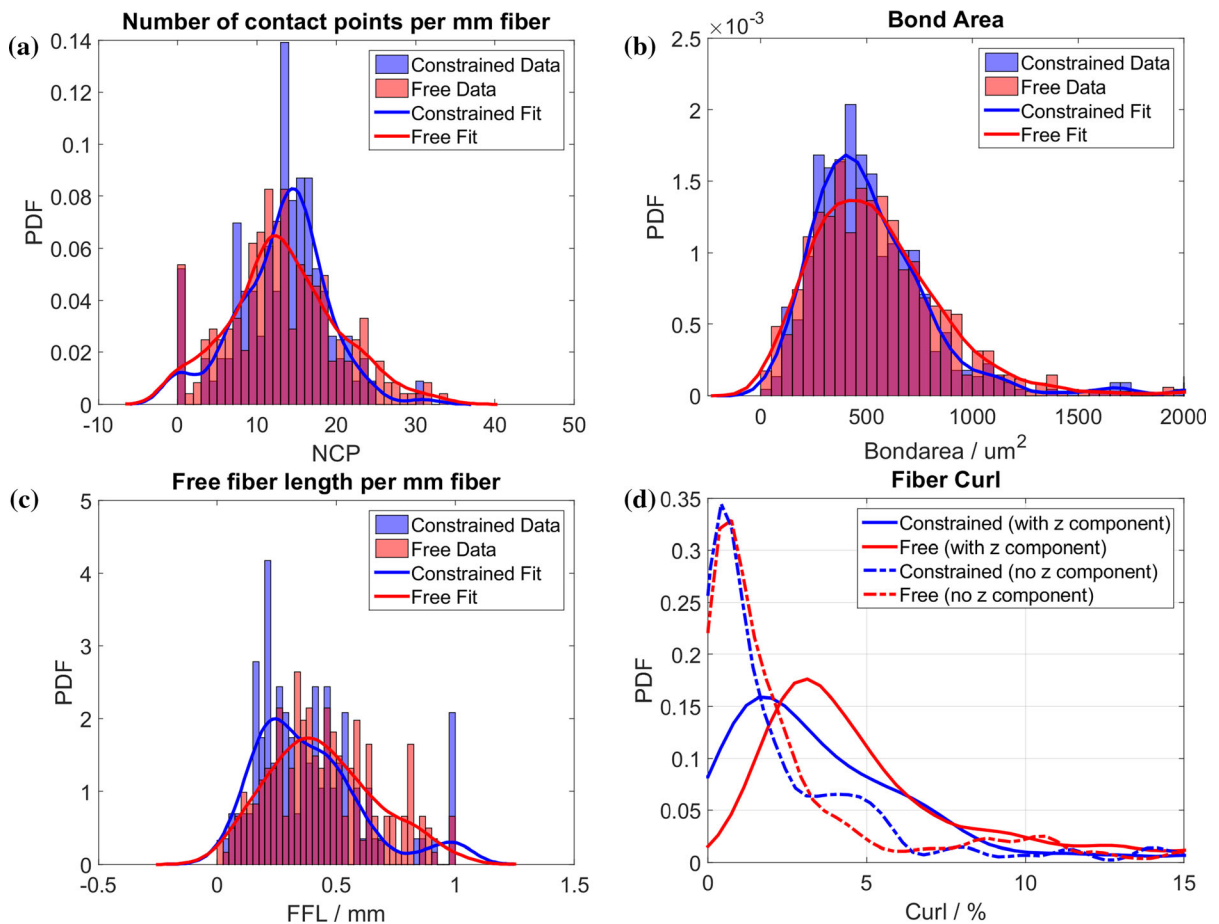 Number of contact points per mm fiber
(a)
0.14
0.12
0.1
0.08
0.06
0.04
0.02
0
PDF
Constrained Data
Free Data
Constrained Fit
Free Fit
-10
0
10
20
30
40
50
NCP
Bond Area
(b)
×10-3
2.5
2
1.5
1
0.5
0
PDF
Constrained Data
Free Data
Constrained Fit
Free Fit
0
500
1000
1500
2000
Bondarea / um2
Free fiber length per mm fiber
(c)
5
4
3
2
1
0
PDF
Constrained Data
Free Data
Constrained Fit
Free Fit
-0.5
0
0.5
1
1.5
FFL / mm
Fiber Curl
(d)
0.35
0.3
0.25
0.2
0.15
0.1
0.05
0
PDF
Constrained (with z component)
Free (with z component)
Constrained (no z component)
Free (no z component)
0
5
10
15
Curl / %